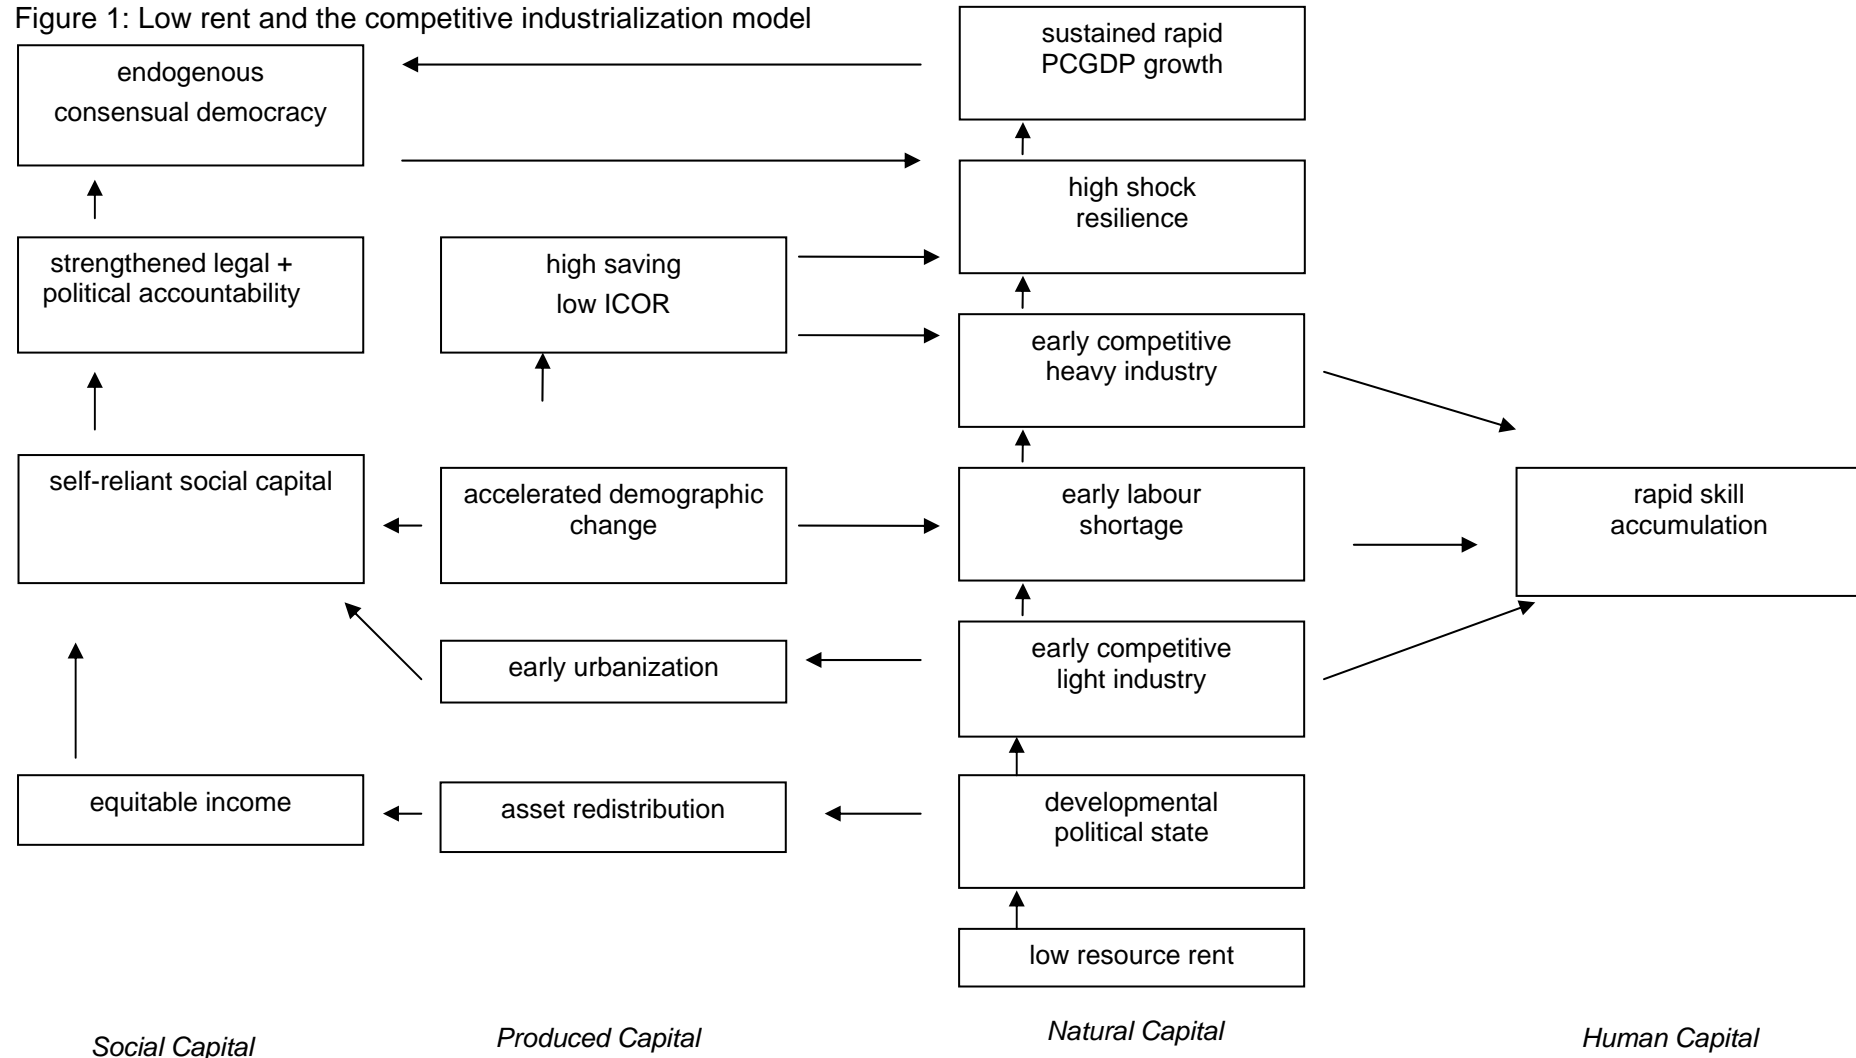 Figure 1: Low rent and the competitive industrialization model
sustained rapid
PCGDP growth
endogenous
consensual democracy
high shock
resilience
strengthened legal +
political accountability
high saving
low ICOR
early competitive
heavy industry
self-reliant social capital
accelerated demographic
change
early labour
shortage
rapid skill
accumulation
early urbanization
early competitive
light industry
equitable income
asset redistribution
developmental
political state
low resource rent
Social Capital
Produced Capital
Natural Capital
Human Capital